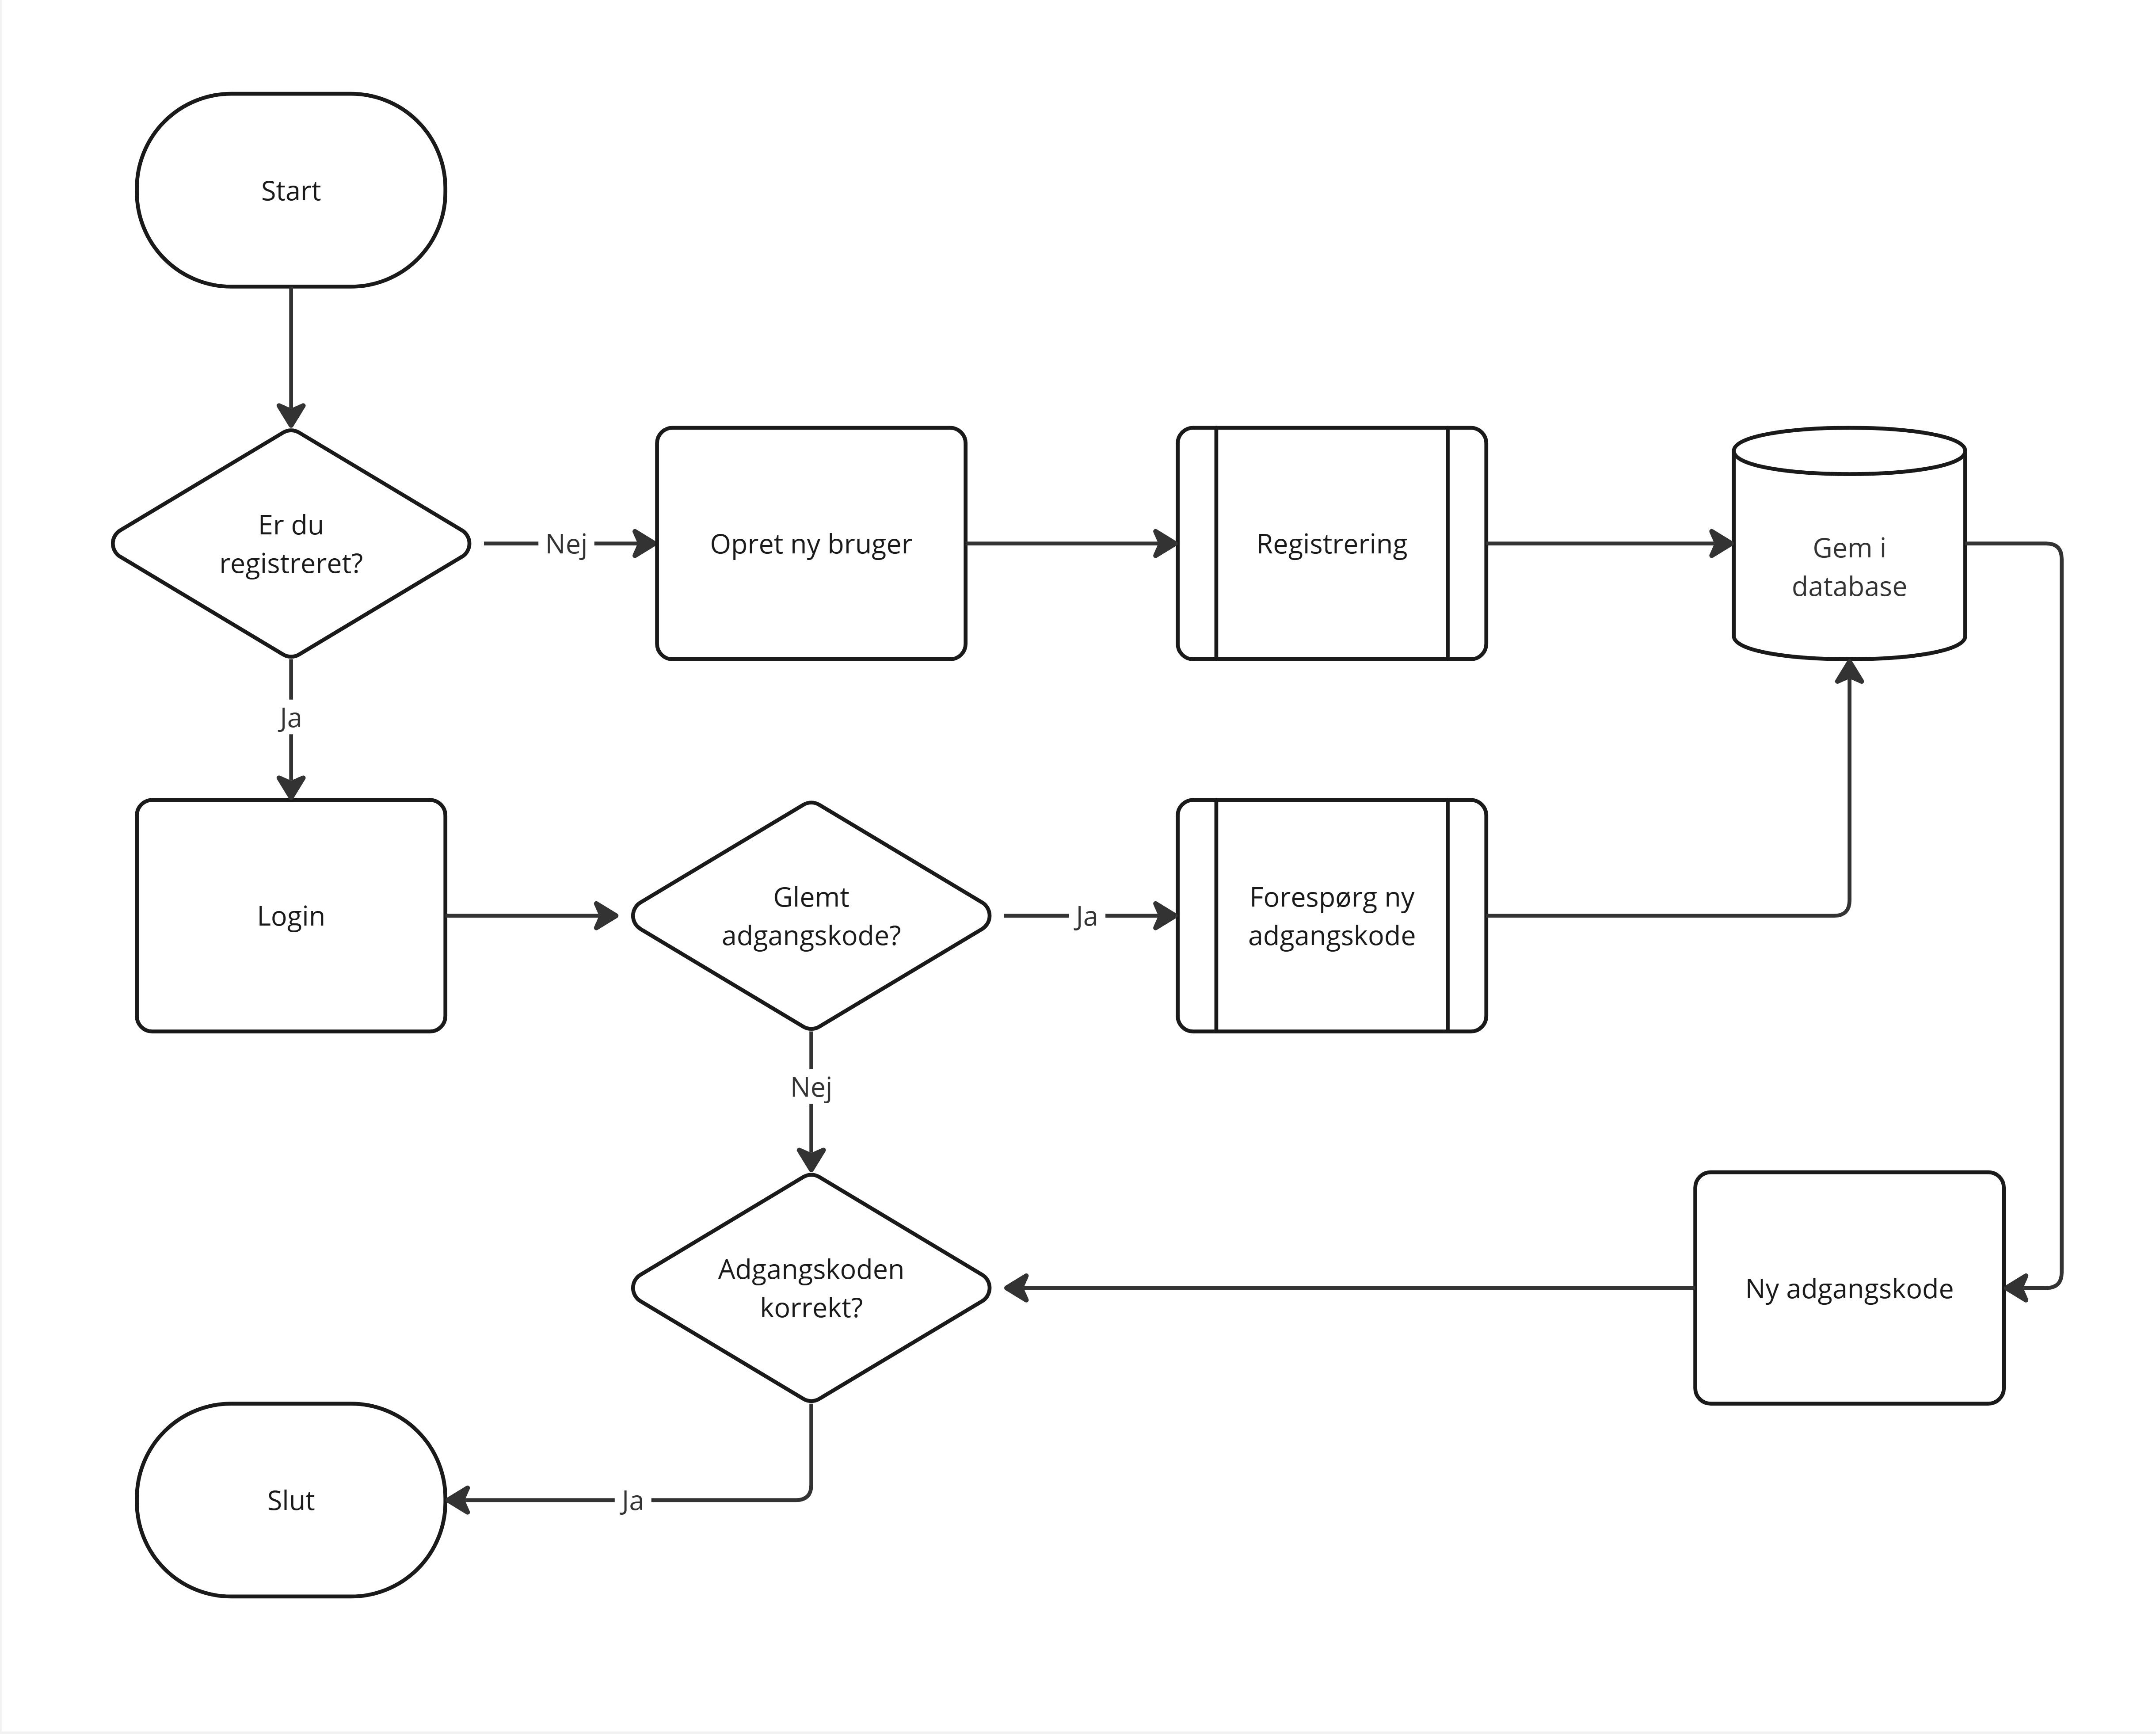 Start
Er du
registreret?
Nej
Opret ny bruger
Registrering
Gem i
database
Ja
Login
Glemt
adgangskode?
Ja
Forespørg ny
adgangskode
Nej
Adgangskoden
korrekt?
Ny adgangskode
Ja
Slut